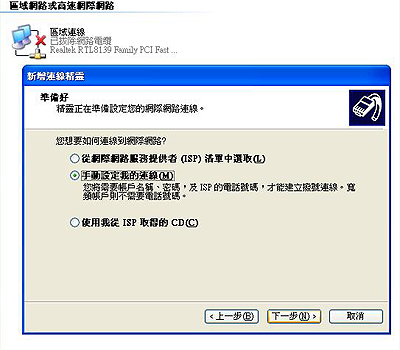 區域網路或高速網際網路
區域連線
已拔除網路電纜
Realtek RTL8139 Family PCI Fast ...
新增連線精靈
準備好
精靈正在準備設定您的網際網路連線。
您想要如何連線到網際網路?
從網際網路服務提供者 (ISP) 清單中選取(L)
手動設定我的連線(M)
您將需要帳戶名稱、密碼，及 ISP 的電話號碼，才能建立撥號連線。寬
頻帳戶則不需要電話號碼。
使用我從 ISP 取得的 CD(C)
<上一步(B) 下一步(N)> 取消